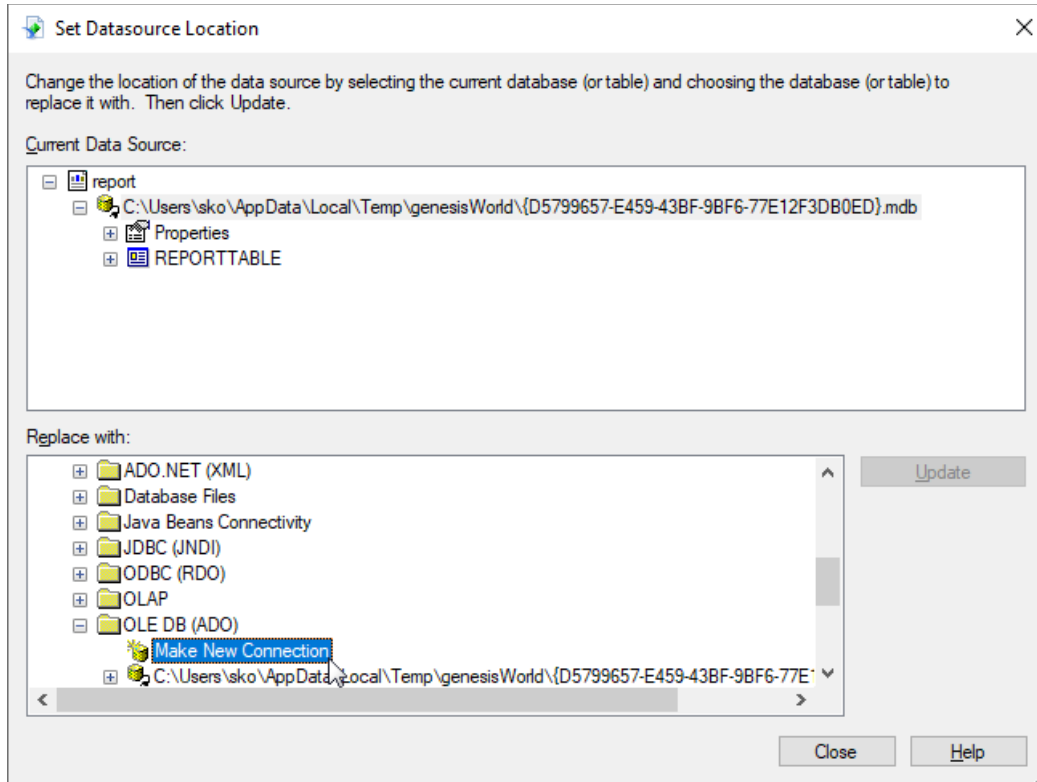 Set Datasource Location
Change the location of the data source by selecting the current database (or table) and choosing the database (or table) to
replace it with.  Then click Update.
Current Data Source:
report
C:\Users\sko\AppData\Local\Temp\genesisWorld\{D5799657-E459-43BF-9BF6-77E12F3DB0ED}.mdb
Properties
REPORTTABLE
Replace with:
ADO.NET (XML)
Database Files
Java Beans Connectivity
JDBC (JNDI)
ODBC (RDO)
OLAP
OLE DB (ADO)
Make New Connection
C:\Users\sko\AppData\Local\Temp\genesisWorld\{D5799657-E459-43BF-9BF6-77E1
Update
Close
Help